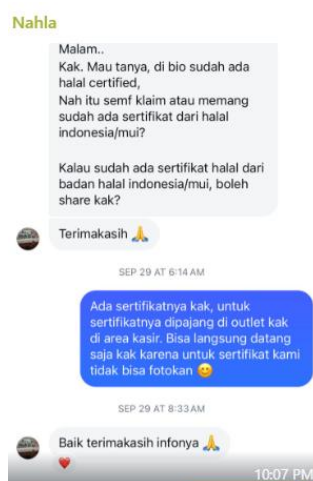 Nahla
Malam..
Kak. Mau tanya, di bio sudah ada
halal certified,
Nah itu semf klaim atau memang
sudah ada sertifikat dari halal
indonesia/mui?
Kalau sudah ada sertifikat halal dari
badan halal indonesia/mui, boleh
share kak?
Terimakasih 🙏
SEP 29 AT 6:14 AM
Ada sertifikatnya kak, untuk
sertifikatnya dipajang di outlet kak
di area kasir. Bisa langsung datang
saja kak karena untuk sertifikat kami
tidak bisa fotokan 😊
SEP 29 AT 8:33 AM
Baik terimakasih infonya 🙏
❤️
10:07 PM